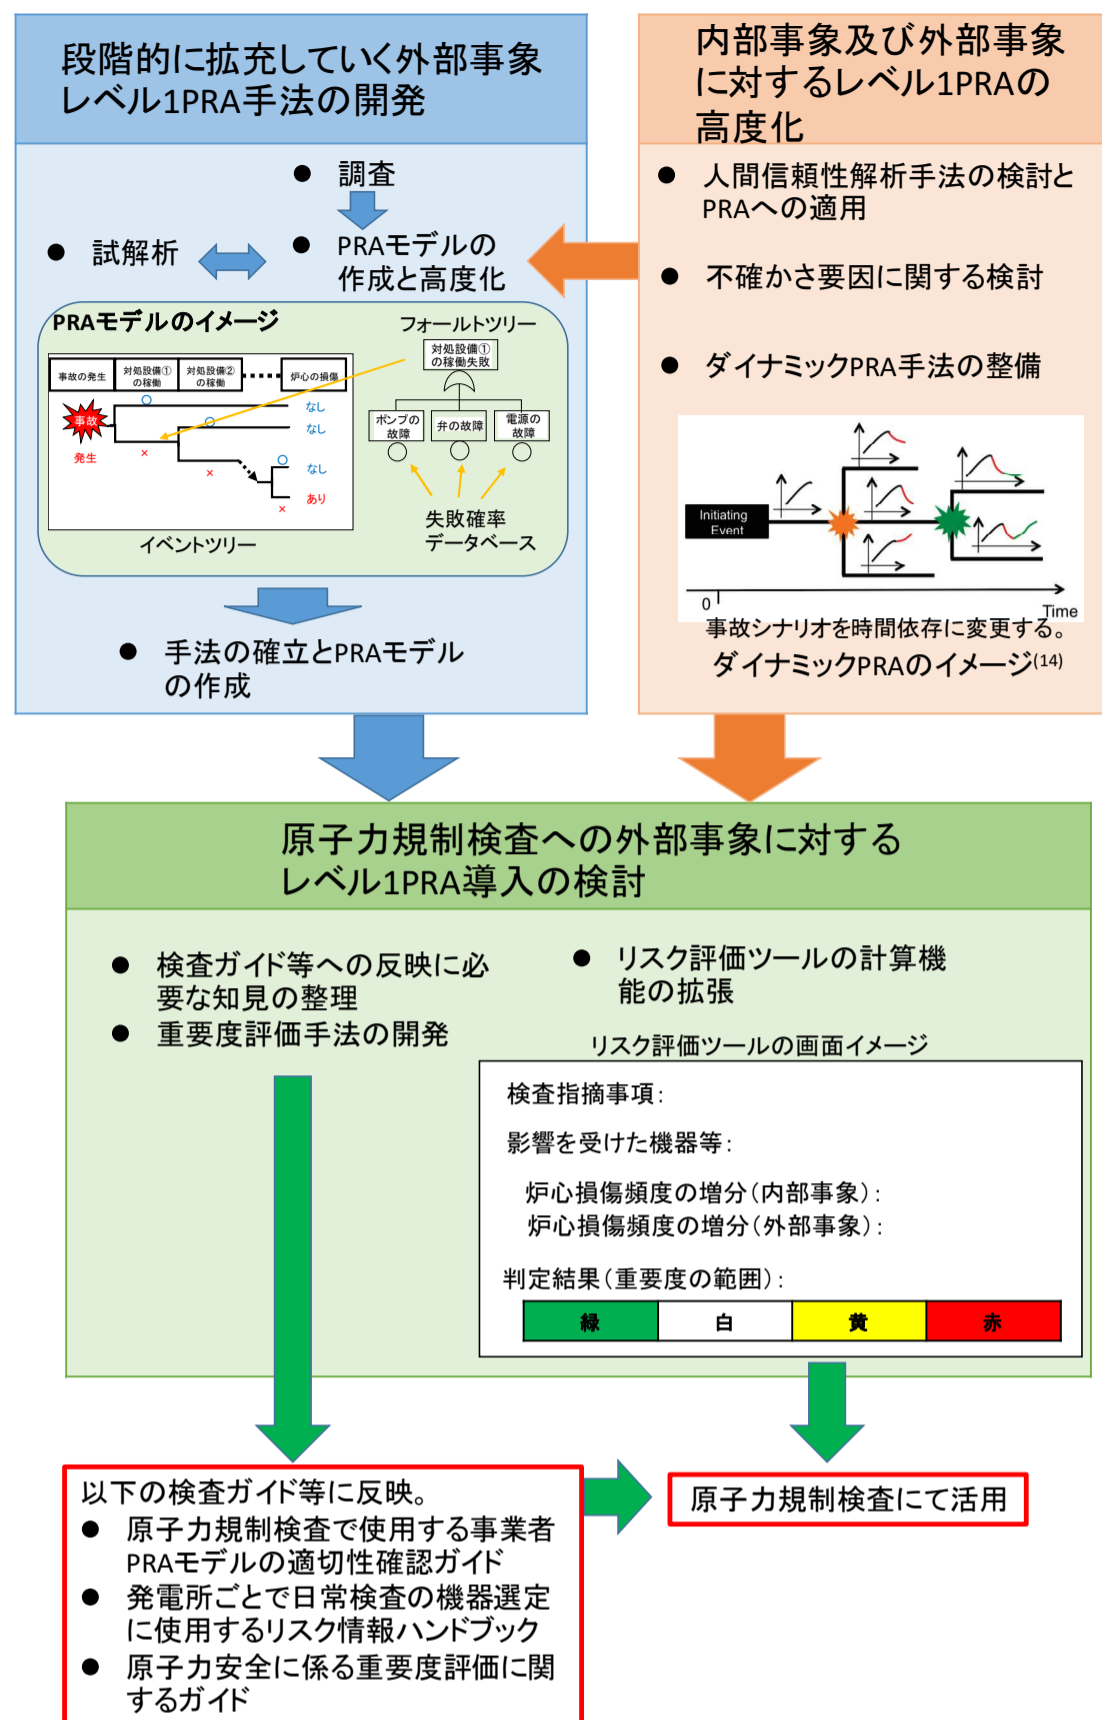 段階的に拡充していく外部事象
レベル1PRA手法の開発
● 調査
● 試解析
● PRAモデルの
作成と高度化
PRAモデルのイメージ
事故の発生
対処設備①
の稼働
対処設備②
の稼働
炉心の損傷
事故
発生
○
×
○
×
○
×
なし
なし
なし
あり
イベントツリー
フォールトツリー
対処設備①
の稼働失敗
ポンプの
故障
弁の故障
電源の
故障
失敗確率
データベース
● 手法の確立とPRAモデル
の作成
内部事象及び外部事象
に対するレベル1PRAの
高度化
● 人間信頼性解析手法の検討と
PRAへの適用
● 不確かさ要因に関する検討
● ダイナミックPRA手法の整備
Initiating
Event
0
Time
事故シナリオを時間依存に変更する。
ダイナミックPRAのイメージ(14)
原子力規制検査への外部事象に対する
レベル1PRA導入の検討
● 検査ガイド等への反映に必
要な知見の整理
● 重要度評価手法の開発
● リスク評価ツールの計算機
能の拡張
リスク評価ツールの画面イメージ
検査指摘事項:
影響を受けた機器等:
炉心損傷頻度の増分(内部事象):
炉心損傷頻度の増分(外部事象):
判定結果(重要度の範囲):
緑 白 黄 赤
以下の検査ガイド等に反映。
● 原子力規制検査で使用する事業者
PRAモデルの適切性確認ガイド
● 発電所ごとで日常検査の機器選定
に使用するリスク情報ハンドブック
● 原子力安全に係る重要度評価に関
するガイド
原子力規制検査にて活用